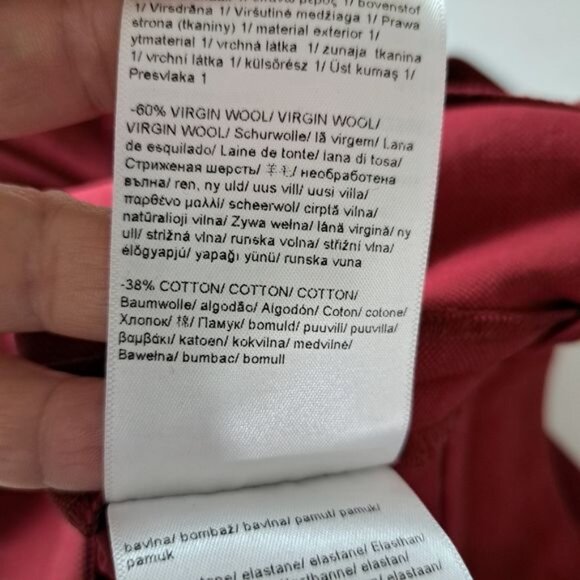 bovenstof
1/ Virsdrāna 1/ Viršutinė medžiaga 1/ Prawa
strona (tkaniny) 1/ material exterior 1/
ytmaterial 1/ vrchná látka 1/ zunaja tkanina
1/ vrchní látka 1/ külsőrész 1/ Üst kumaş 1/
Presvlaka 1
-60% VIRGIN WOOL/ VIRGIN WOOL/
VIRGIN WOOL/ Schurwolle/ lã virgem/ Lana
de esquilado/ Laine de tonte/ lana di tosa/
Стриженая шерсть/ 羊毛/ необработена
вълна/ ren, ny uld/ uus vill/ uusi villa/
παρθένο μαλλί/ scheerwol/ cirptā vilna/
natūralioji vilna/ Żywa wełna/ lână virgină/ ny
ull/ strižná vlna/ runska volna/ střižní vlna/
élőgyapjú/ yapağı yünü/ runska vuna
-38% COTTON/ COTTON/ COTTON/
Baumwolle/ algodão/ Algodón/ Coton/ cotone/
Хлопок/ 棉/ Памук/ bomuld/ puuvill/ puuvilla/
βαμβάκι/ katoen/ kokvilna/ medvilnė/
Bawełna/ bumbac/ bomull
bavlna/ bombaž/ bavlna/ pamut/ pamuk/
pamuk
elastane/ elastane/ Elasthan/
elastan/